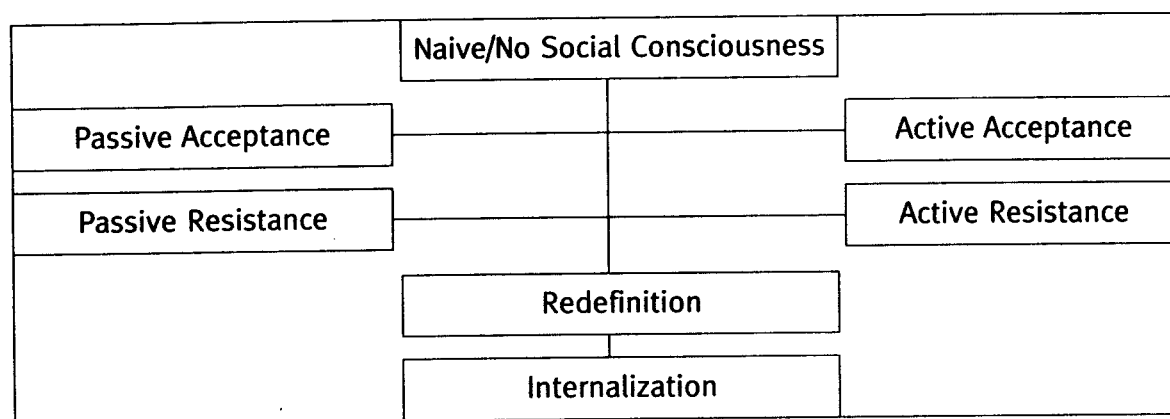 Naive/No Social Consciousness
Passive Acceptance
Active Acceptance
Passive Resistance
Active Resistance
Redefinition
Internalization